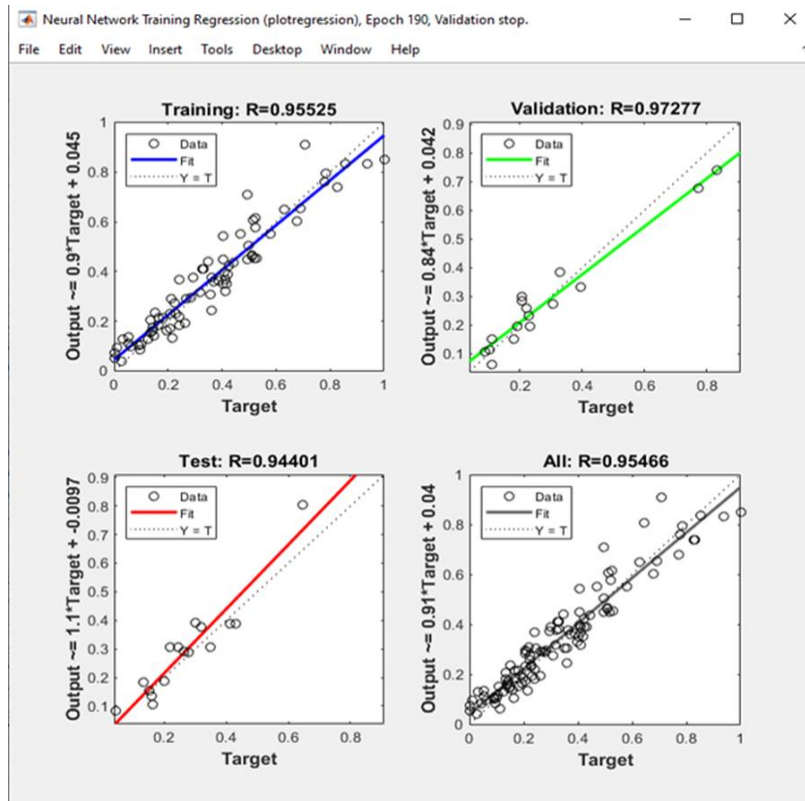 Neural Network Training Regression (plotregression), Epoch 190, Validation stop.
File Edit View Insert Tools Desktop Window Help
Training: R=0.95525
Output ~= 0.9*Target + 0.045
1
0.8
0.6
0.4
0.2
0
Data
Fit
Y = T
0 0.2 0.4 0.6 0.8 1
Target
Validation: R=0.97277
Output ~= 0.84*Target + 0.042
0.9
0.8
0.7
0.6
0.5
0.4
0.3
0.2
0.1
Data
Fit
Y = T
0.2 0.4 0.6 0.8
Target
Test: R=0.94401
Output ~= 1.1*Target + -0.0097
0.9
0.8
0.7
0.6
0.5
0.4
0.3
0.2
0.1
Data
Fit
Y = T
0.2 0.4 0.6 0.8
Target
All: R=0.95466
Output ~= 0.91*Target + 0.04
1
0.8
0.6
0.4
0.2
0
Data
Fit
Y = T
0 0.2 0.4 0.6 0.8 1
Target